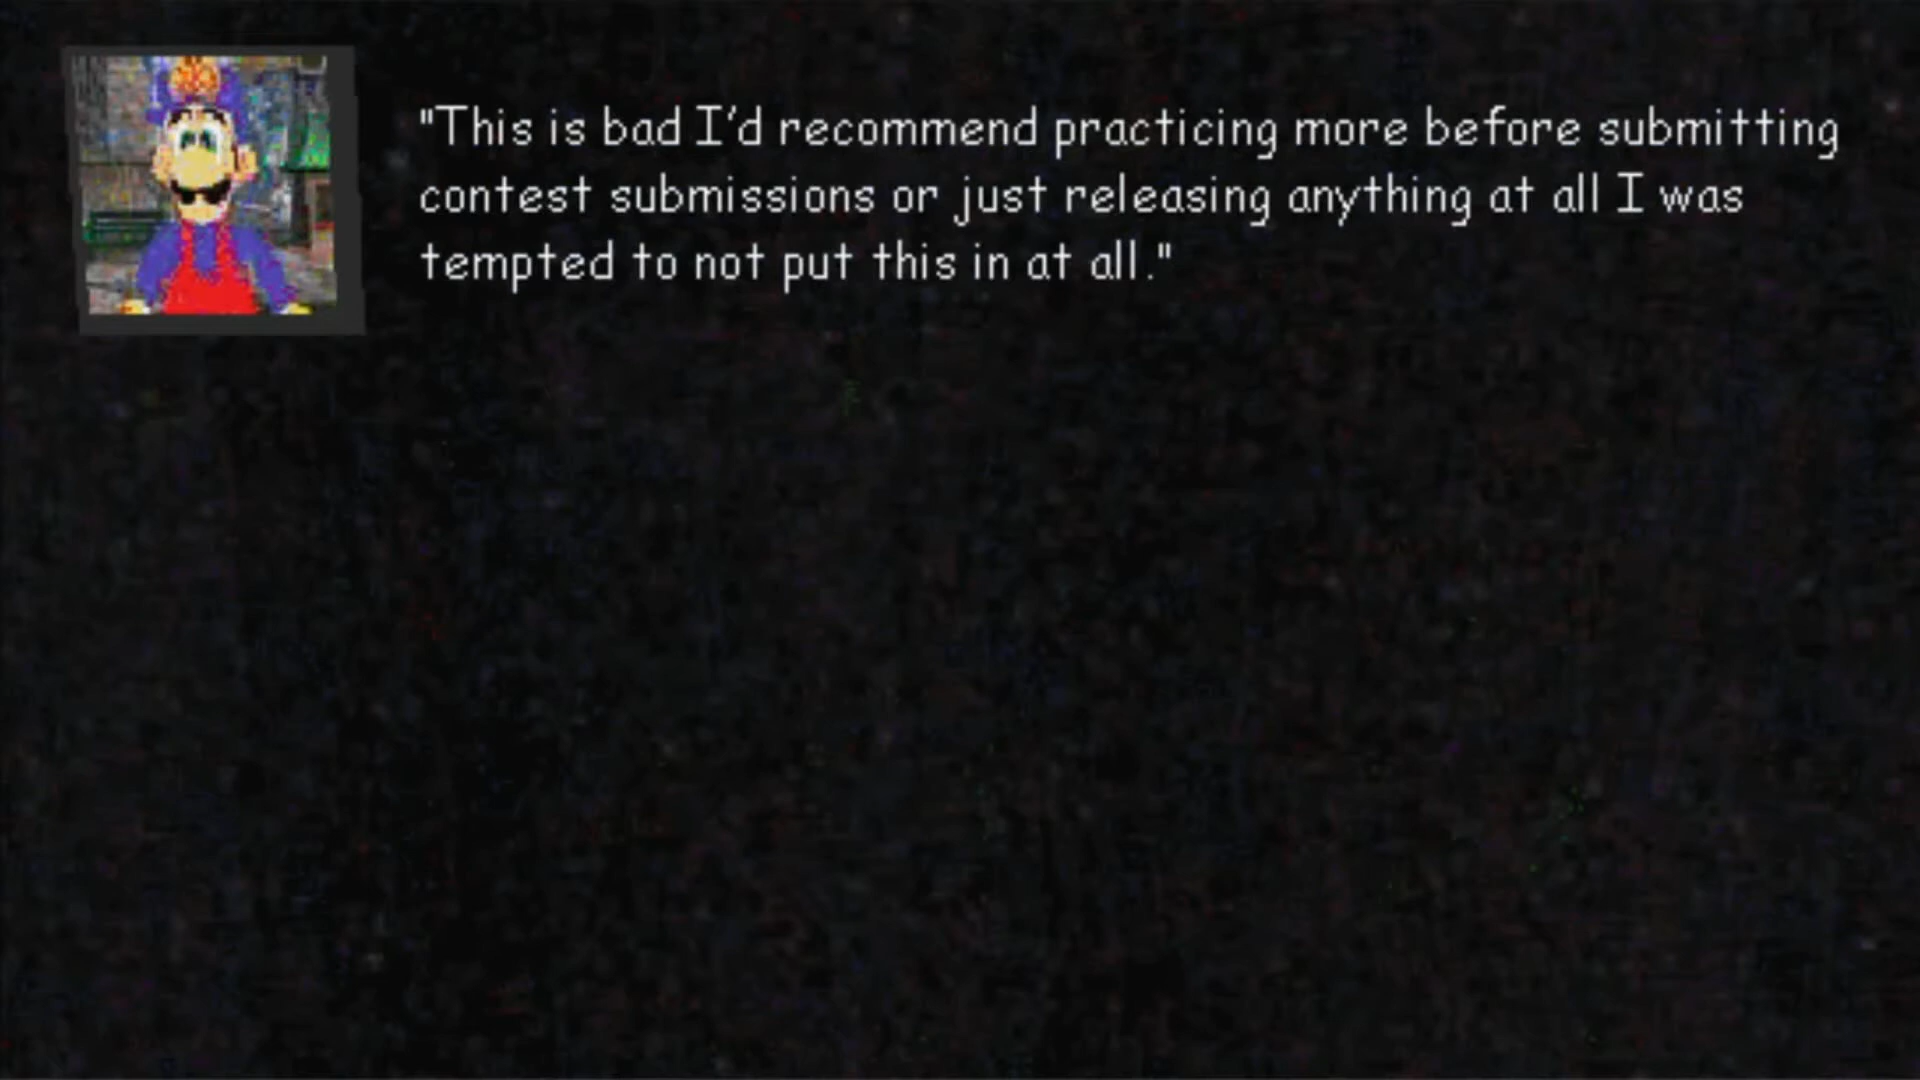 "This is bad I'd recommend practicing more before submitting
contest submissions or just releasing anything at all I was
tempted to not put this in at all."